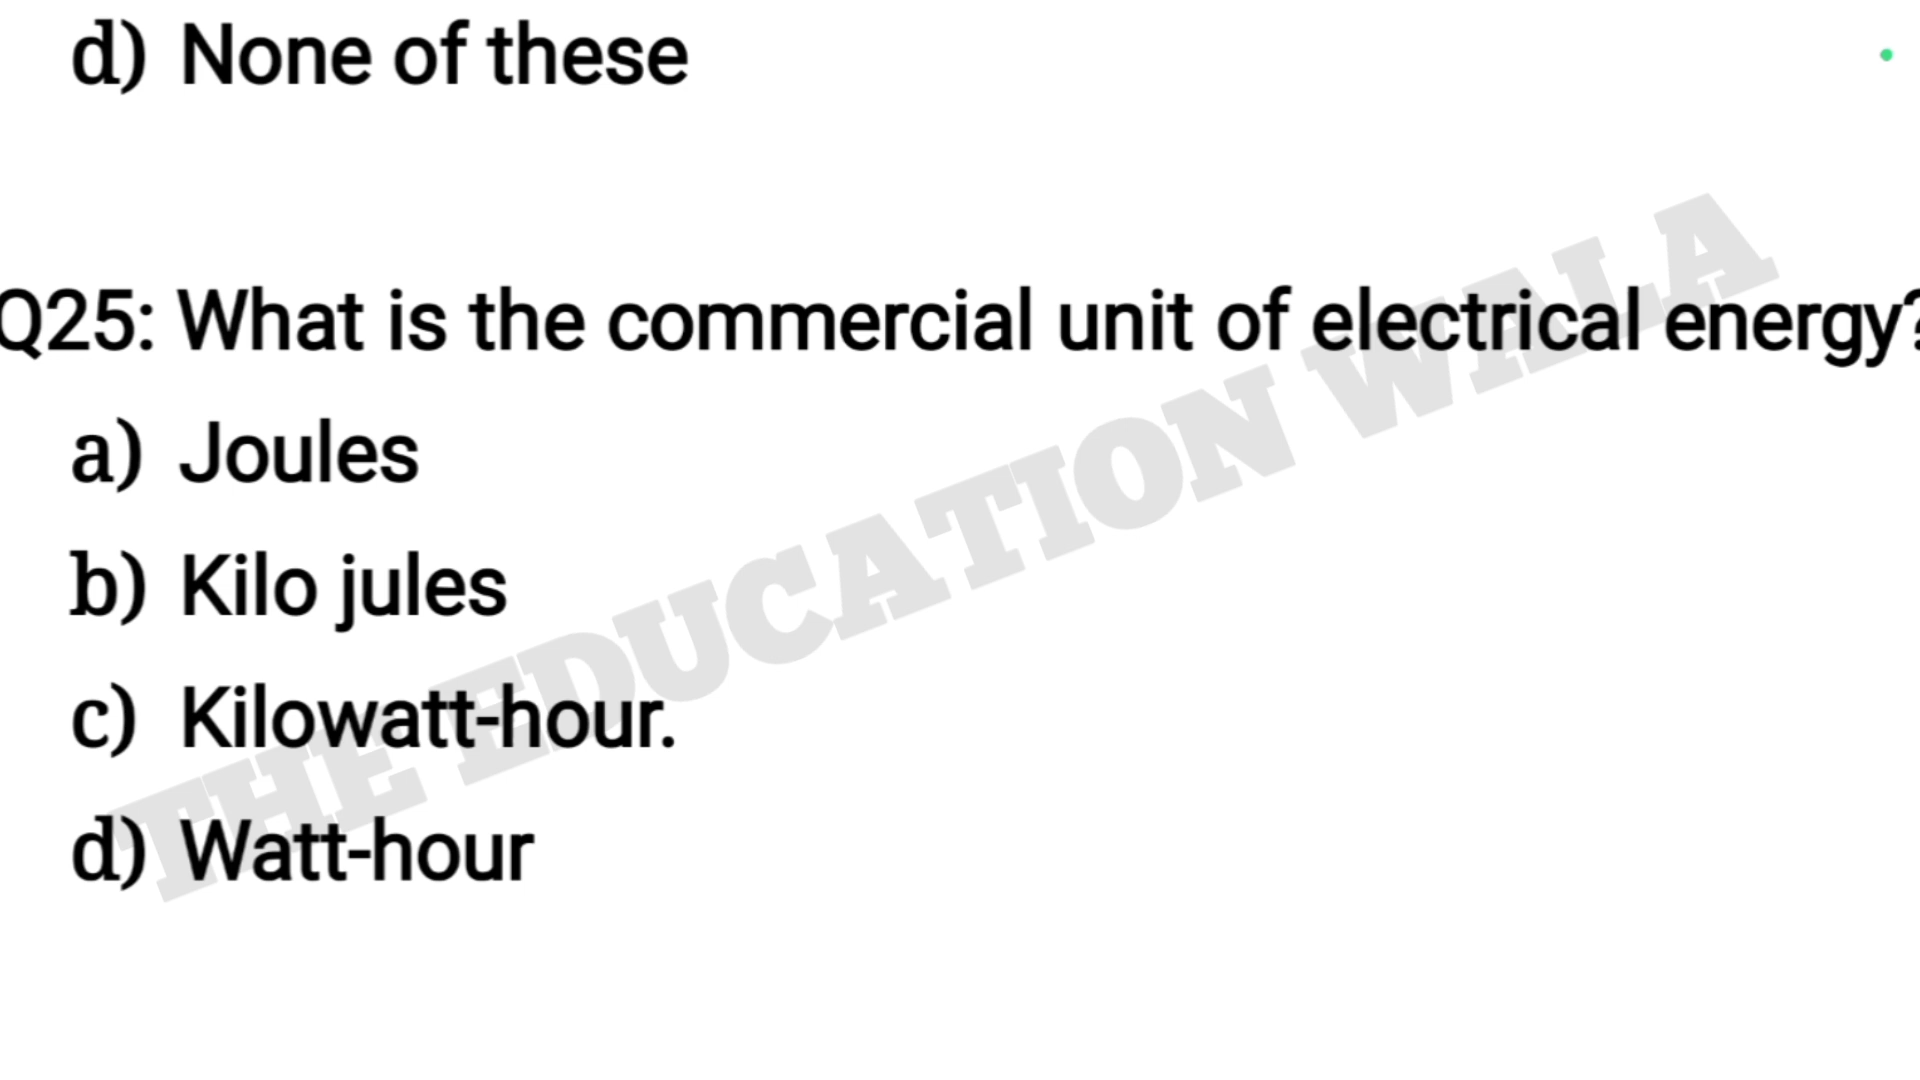 d) None of these
Q25: What is the commercial unit of electrical energy?
a) Joules
b) Kilo jules
c) Kilowatt-hour.
d) Watt-hour
THE EDUCATION WALA